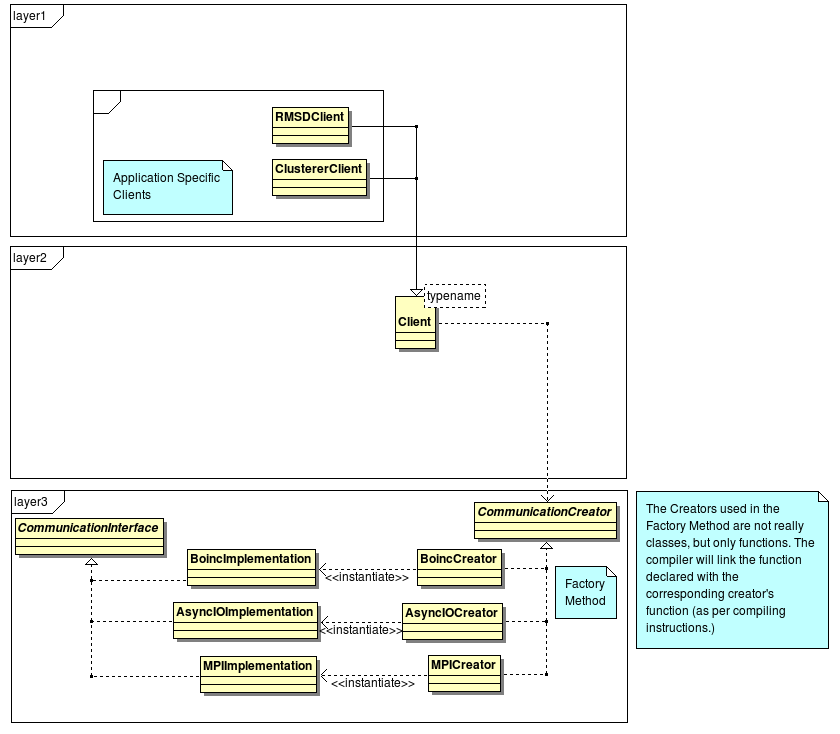 layer1
RMSDClient
ClustererClient
Application Specific
Clients
layer2
typename
Client
layer3
CommunicationInterface
CommunicationCreator
BoincImplementation
<<instantiate>>
BoincCreator
AsyncIOImplementation
<<instantiate>>
AsyncIOCreator
MPIImplementation
<<instantiate>>
MPICreator
Factory
Method
The Creators used in the
Factory Method are not really
classes, but only functions. The
compiler will link the function
declared with the
corresponding creator's
function (as per compiling
instructions.)